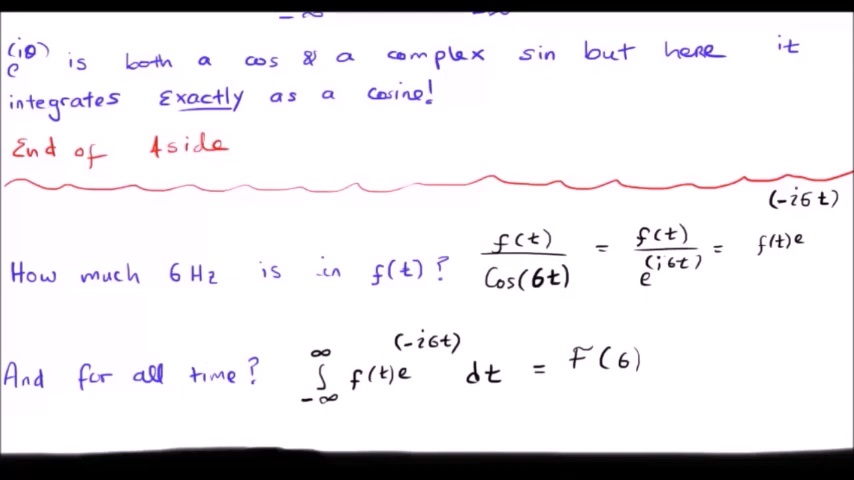 -∞ -∞
e^(iθ) is both a cos & a complex sin but here it
integrates Exactly as a cosine!
End of Aside
How much 6 Hz is in f(t)? f(t)/Cos(6t) = f(t)/e^(i6t) = f(t)e^(-i6t)
And for all time? ∫_{-∞}^{∞} f(t)e^(-i6t) dt = F(6)